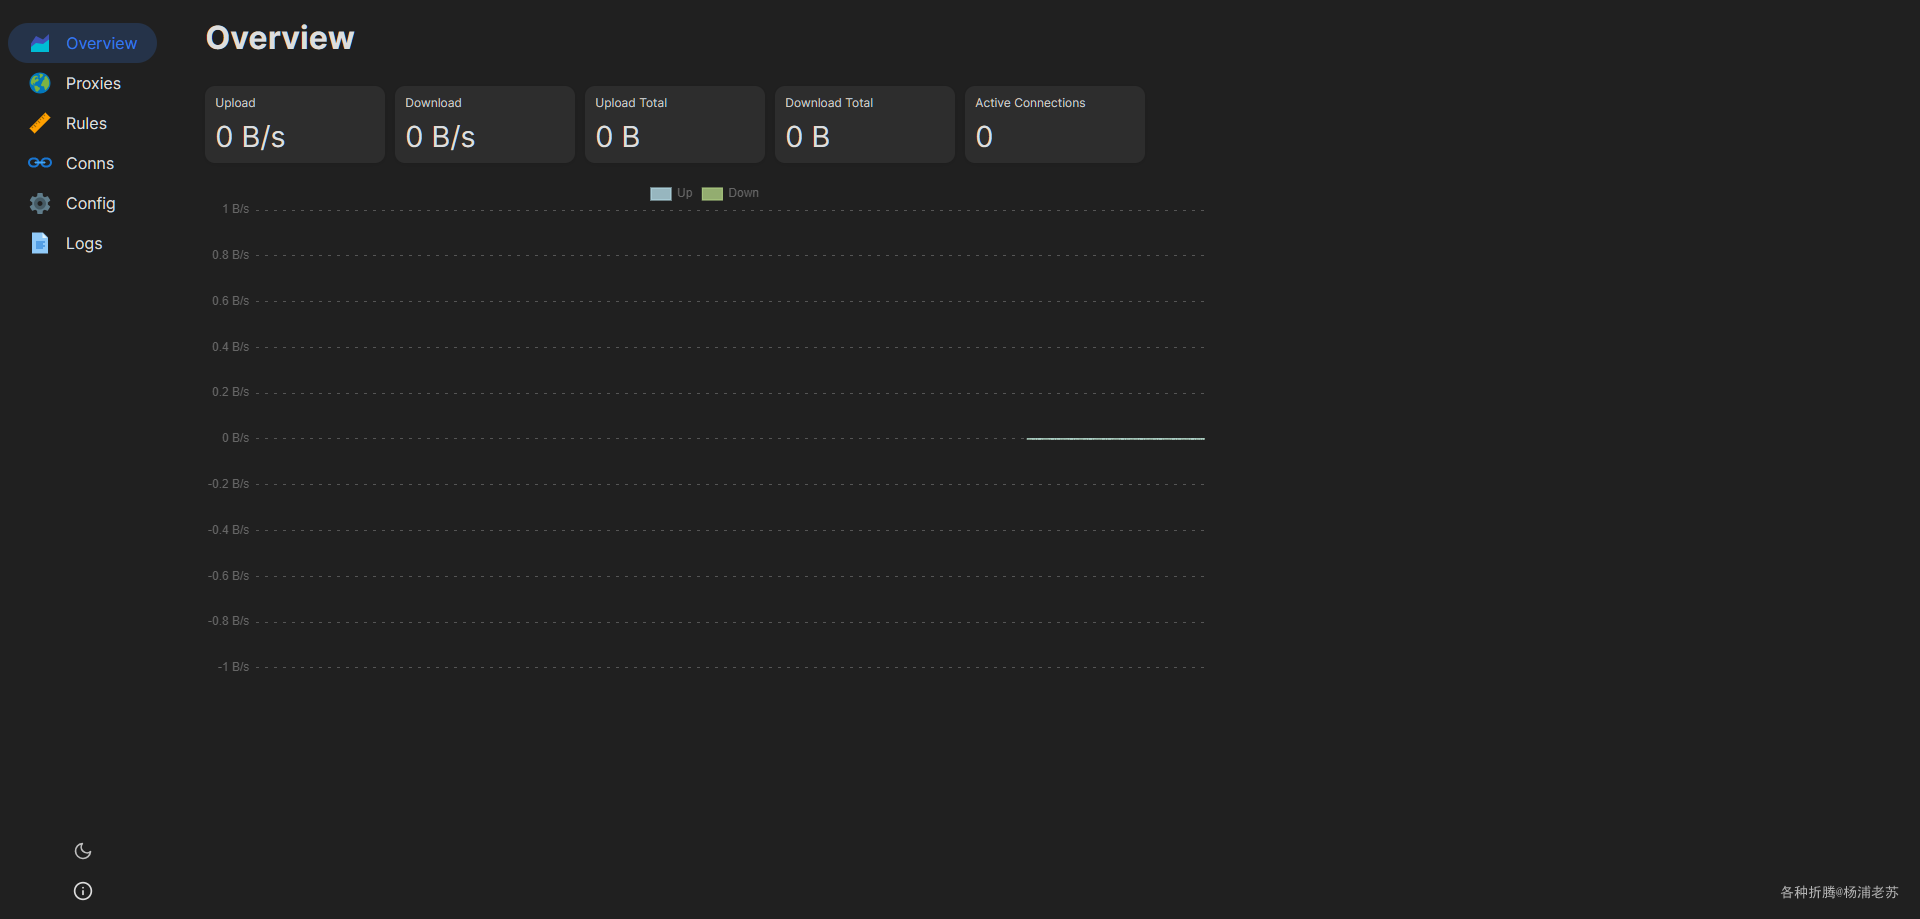 Overview
Proxies
Rules
Conns
Config
Logs
Overview
Upload
0 B/s
Download
0 B/s
Upload Total
0 B
Download Total
0 B
Active Connections
0
Up Down
1 B/s
0.8 B/s
0.6 B/s
0.4 B/s
0.2 B/s
0 B/s
-0.2 B/s
-0.4 B/s
-0.6 B/s
-0.8 B/s
-1 B/s
各种折腾@杨浦老苏